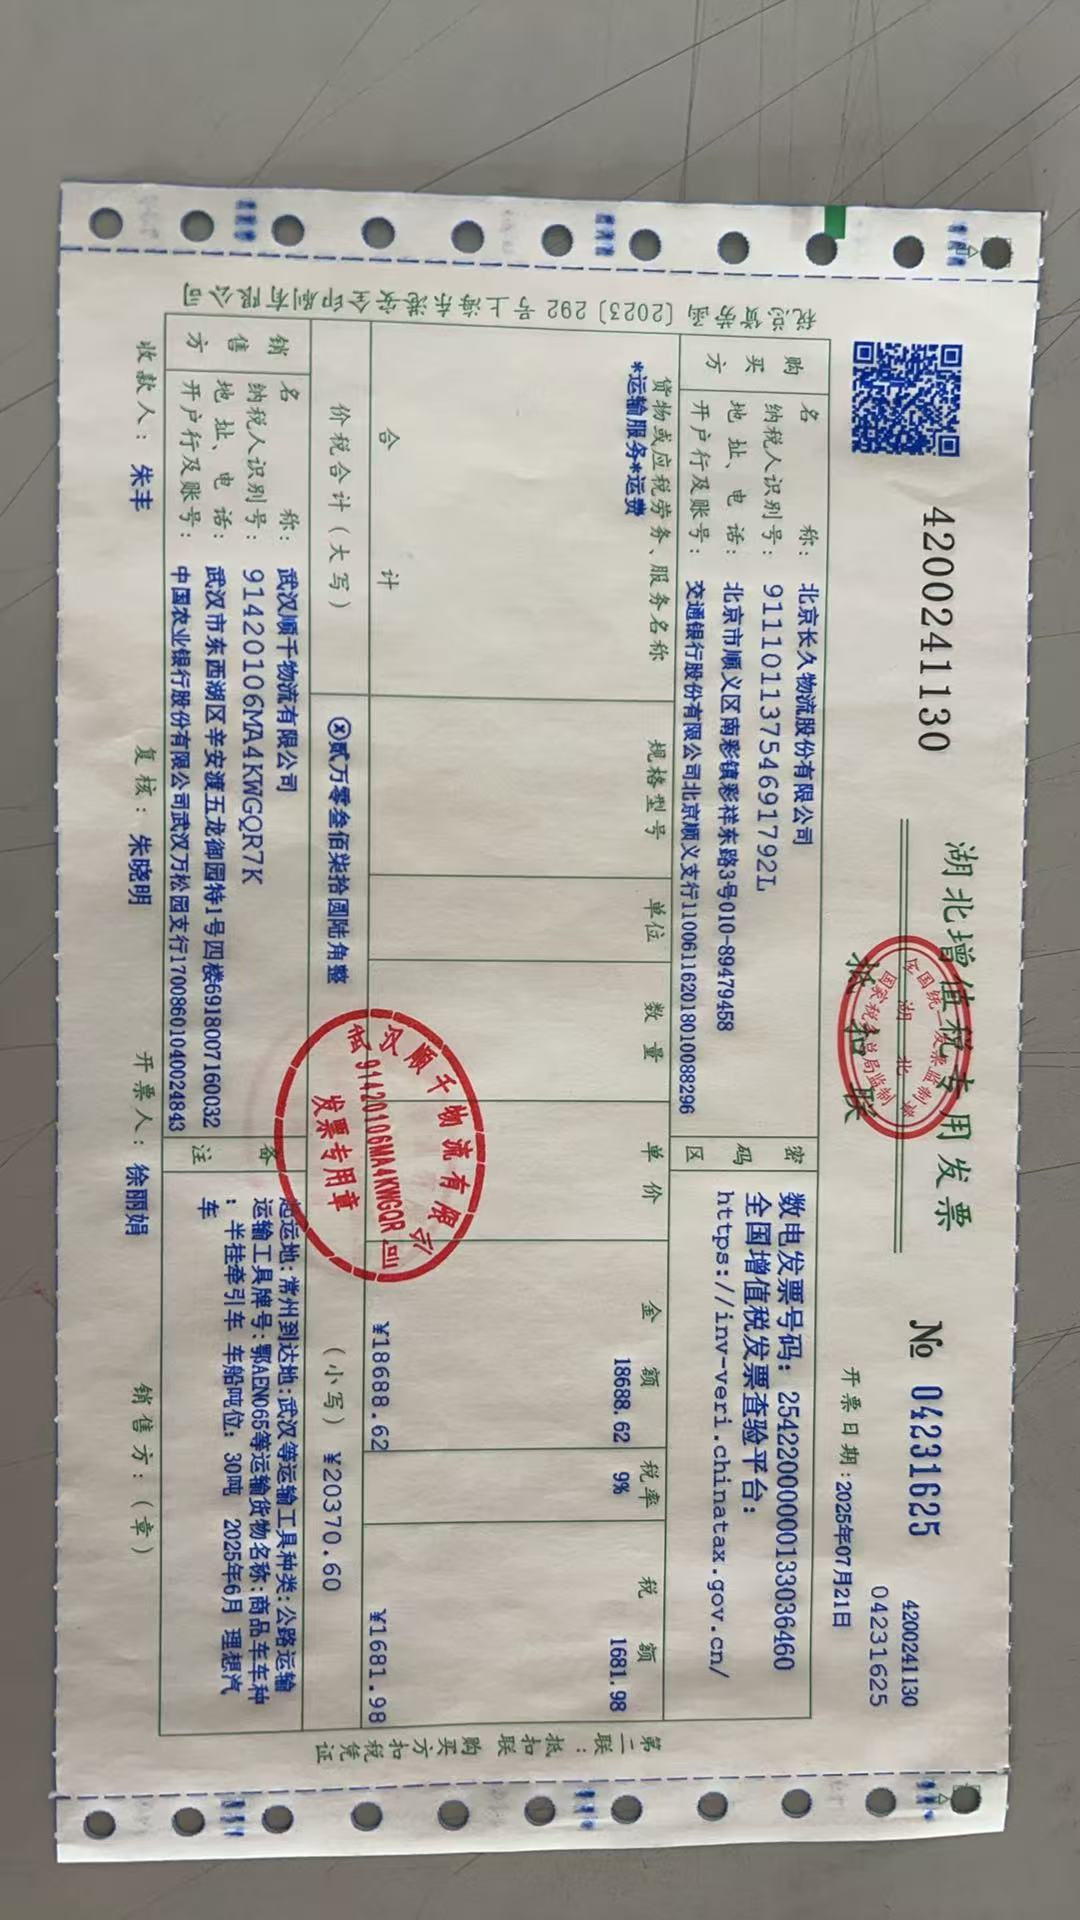 4200241130
湖北增值税专用发票
抵扣联
全国统一发票监制章
湖北
国家税务总局监制
№ 04231625
4200241130
04231625
开票日期:2025年07月21日
税总货劳函〔2023〕292号上海东港安全印刷有限公司
购买方
名称: 北京长久物流股份有限公司
纳税人识别号: 91110113754691792L
地址、电话: 北京市顺义区南彩镇彩祥东路3号010-89479458
开户行及账号: 交通银行股份有限公司北京顺义支行110061162018010088296
密码区
数电发票号码: 25422000000133036460
全国增值税发票查验平台:
https://inv-veri.chinatax.gov.cn/
货物或应税劳务、服务名称 规格型号 单位 数量 单价 金额 税率 税额
*运输服务*运费 18688.62 9% 1681.98
合计 ¥18688.62 ¥1681.98
价税合计(大写) ⊗贰万零叁佰柒拾圆陆角整 (小写) ¥20370.60
销售方
名称: 武汉顺千物流有限公司
纳税人识别号: 91420106MA4KWGQR7K
地址、电话: 武汉市东西湖区辛安渡五龙御园特1号四楼6918007160032
开户行及账号: 中国农业银行股份有限公司武汉万松园支行17008601040024843
备注
起运地:常州到达地:武汉等运输工具种类:公路运输
运输工具牌号:鄂AEN065等运输货物名称:商品车车种
: 半挂牵引车 车船吨位: 30吨 2025年6月 理想汽
车
武汉顺千物流有限公司
91420106MA4KWGQR
发票专用章
收款人: 朱丰 复核: 朱晓明 开票人: 徐丽娟 销售方:(章)
第二联:抵扣联 购买方扣税凭证